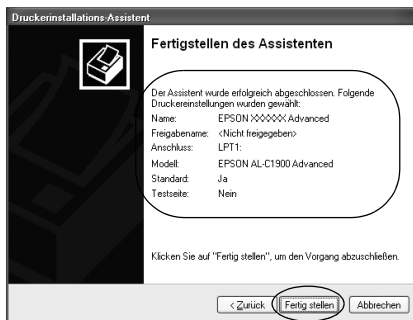 Druckerinstallations-Assistent
Fertigstellen des Assistenten
Der Assistent wurde erfolgreich abgeschlossen. Folgende
Druckereinstellungen wurden gewählt:
Name: EPSON XXXXXX Advanced
Freigabename: <Nicht freigegeben>
Anschluss: LPT1:
Modell: EPSON AL-C1900 Advanced
Standard: Ja
Testseite: Nein
Klicken Sie auf "Fertig stellen", um den Vorgang abzuschließen.
< Zurück Fertig stellen Abbrechen